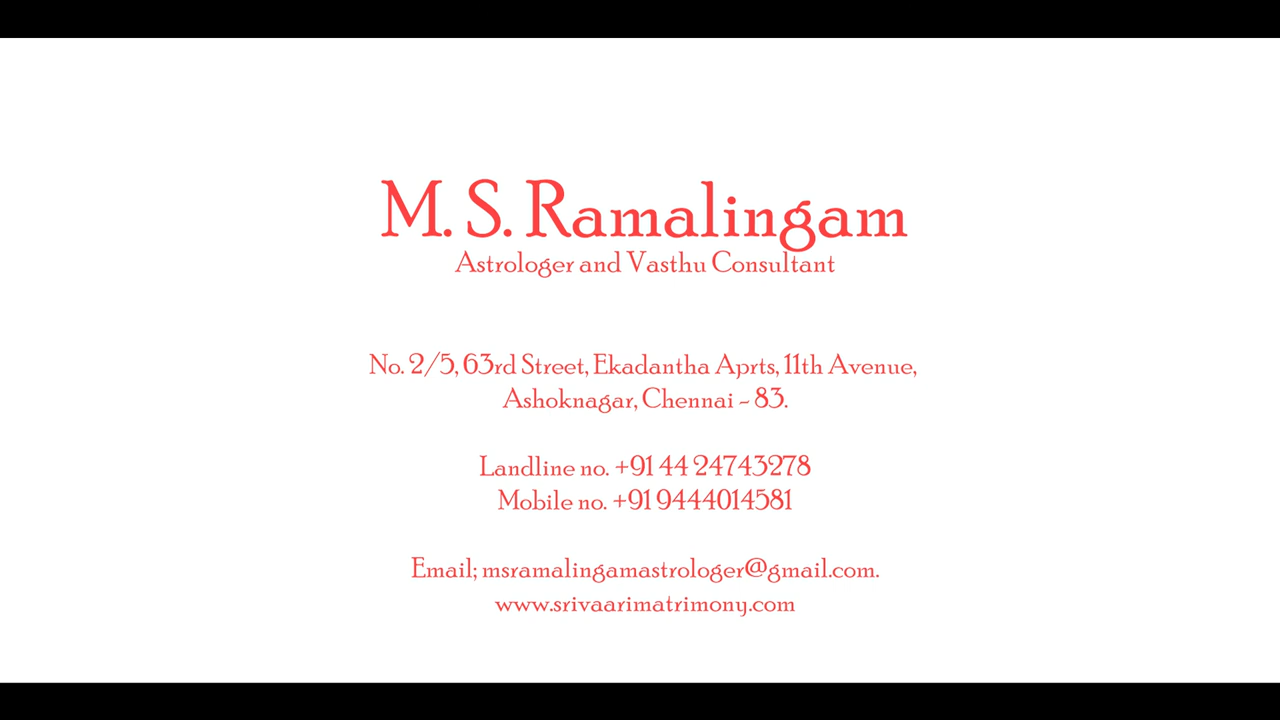 M. S. Ramalingam
Astrologer and Vasthu Consultant
No. 2/5, 63rd Street, Ekadantha Aprts, 11th Avenue,
Ashoknagar, Chennai - 83.
Landline no. +91 44 24743278
Mobile no. +91 9444014581
Email; msramalingamastrologer@gmail.com.
www.srivaarimatrimony.com